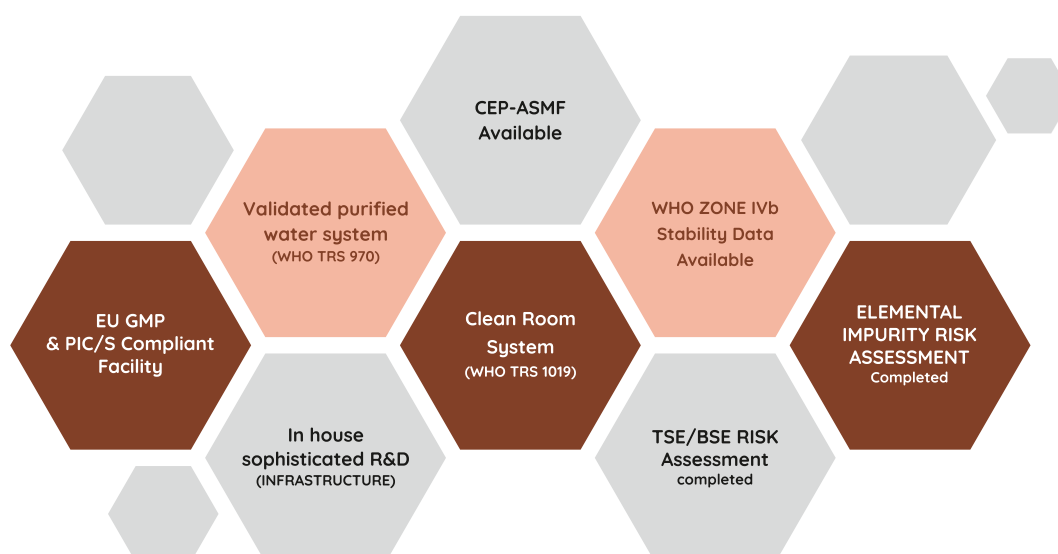 CEP-ASMF
Available
Validated purified
water system
(WHO TRS 970)
WHO ZONE IVb
Stability Data
Available
EU GMP
& PIC/S Compliant
Facility
Clean Room
System
(WHO TRS 1019)
ELEMENTAL
IMPURITY RISK
ASSESSMENT
Completed
In house
sophisticated R&D
(INFRASTRUCTURE)
TSE/BSE RISK
Assessment
completed